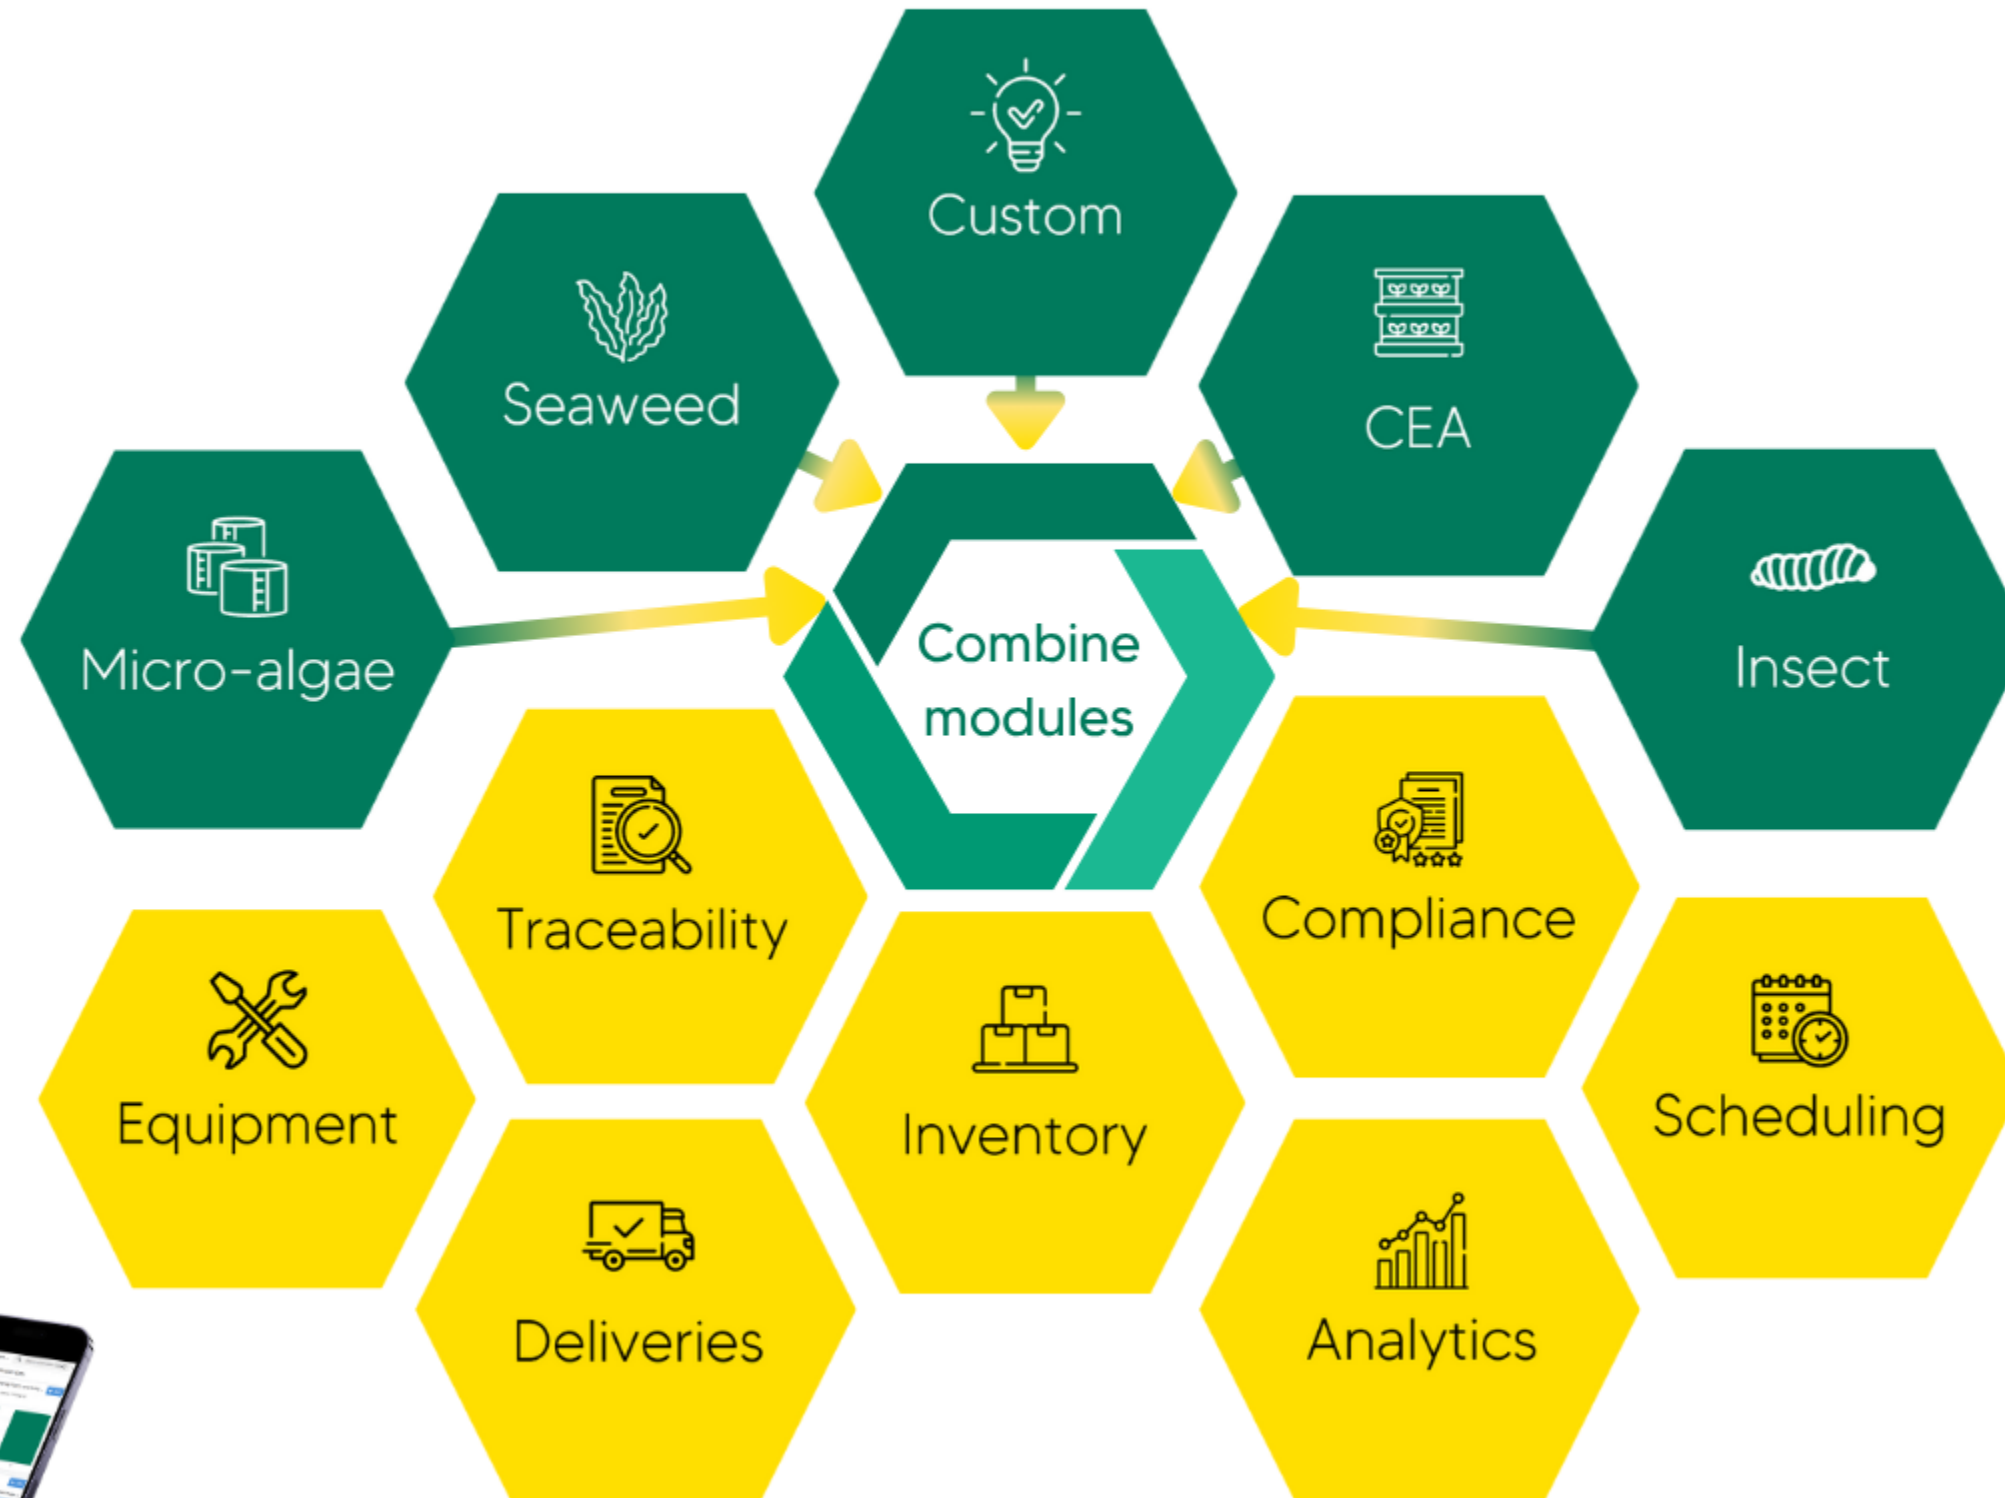 Custom
Seaweed
CEA
Micro-algae
Insect
Combine
modules
Traceability
Compliance
Equipment
Inventory
Scheduling
Deliveries
Analytics